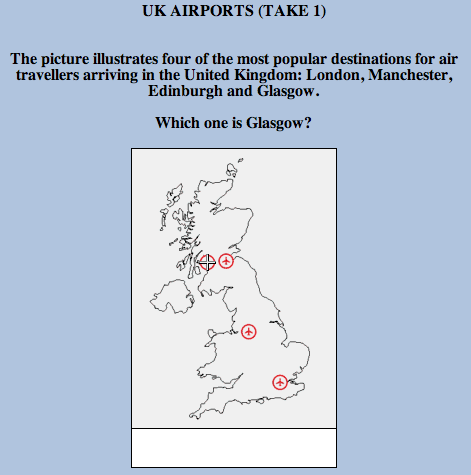 UK AIRPORTS (TAKE 1)
The picture illustrates four of the most popular destinations for air
travellers arriving in the United Kingdom: London, Manchester,
Edinburgh and Glasgow.
Which one is Glasgow?